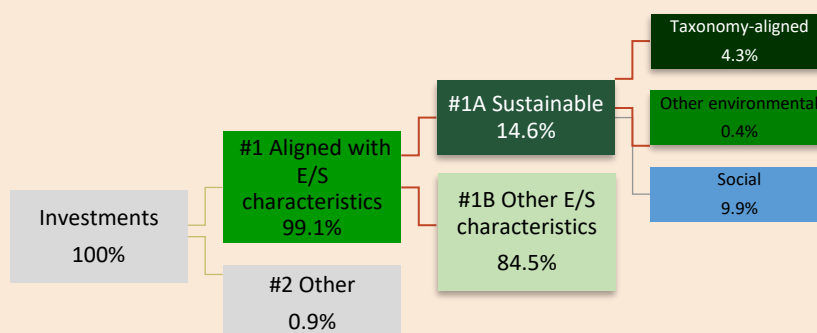 Investments
100%
#1 Aligned with
E/S
characteristics
99.1%
#2 Other
0.9%
#1A Sustainable
14.6%
#1B Other E/S
characteristics
84.5%
Taxonomy-aligned
4.3%
Other environmental
0.4%
Social
9.9%